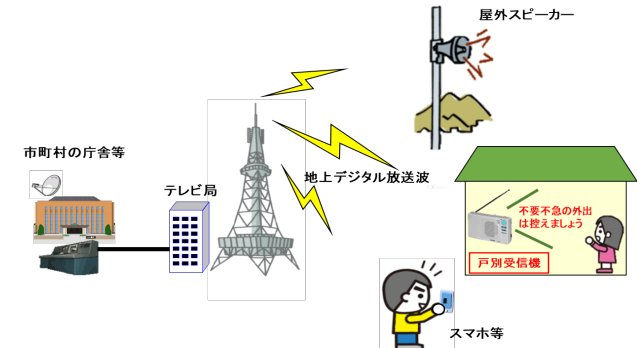 屋外スピーカー
市町村の庁舎等
テレビ局
地上デジタル放送波
不要不急の外出
は控えましょう
戸別受信機
スマホ等